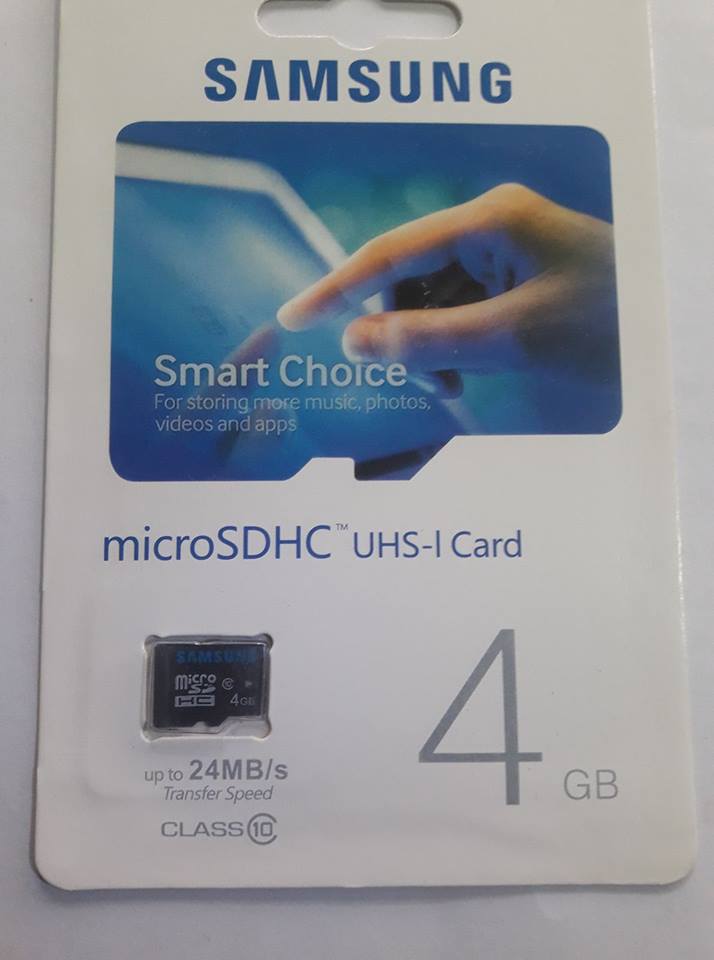 SAMSUNG
Smart Choice
For storing more music, photos,
videos and apps
microSDHC™ UHS-I Card
SAMSUNG
Micro
SD
HC
4GB
up to 24MB/s
Transfer Speed
CLASS 10
4 GB